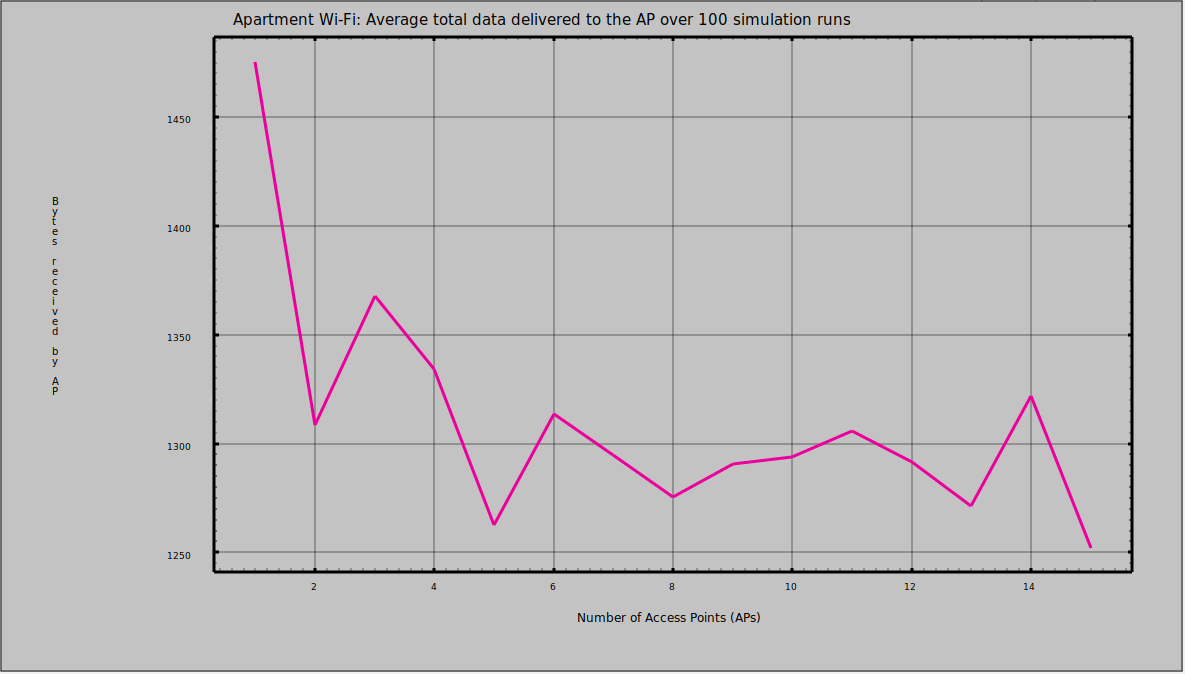 Apartment Wi-Fi: Average total data delivered to the AP over 100 simulation runs
1450
1400
1350
1300
1250
Bytes received by AP
2 4 6 8 10 12 14
Number of Access Points (APs)